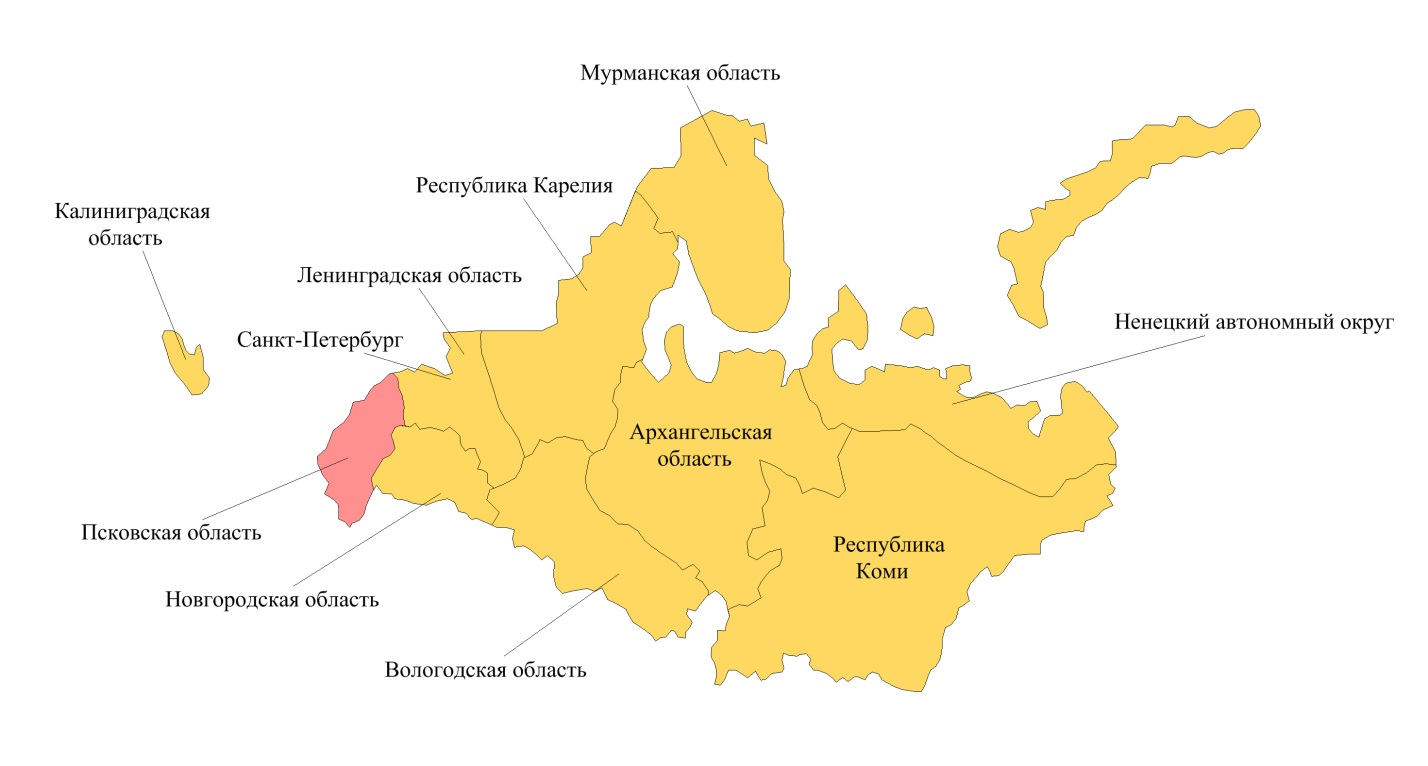 Мурманская область
Республика Карелия
Калининградская
область
Ленинградская область
Санкт-Петербург
Ненецкий автономный округ
Архангельская
область
Псковская область
Республика
Коми
Новгородская область
Вологодская область